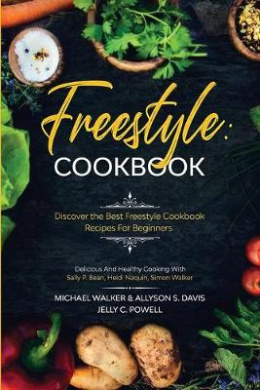 Freestyle:
COOKBOOK
Discover the Best Freestyle Cookbook
Recipes For Beginners
Delicious And Healthy Cooking With
Sally P. Bean, Heidi Naquin, Simon Walker
MICHAEL WALKER & ALLYSON S. DAVIS
JELLY C. POWELL